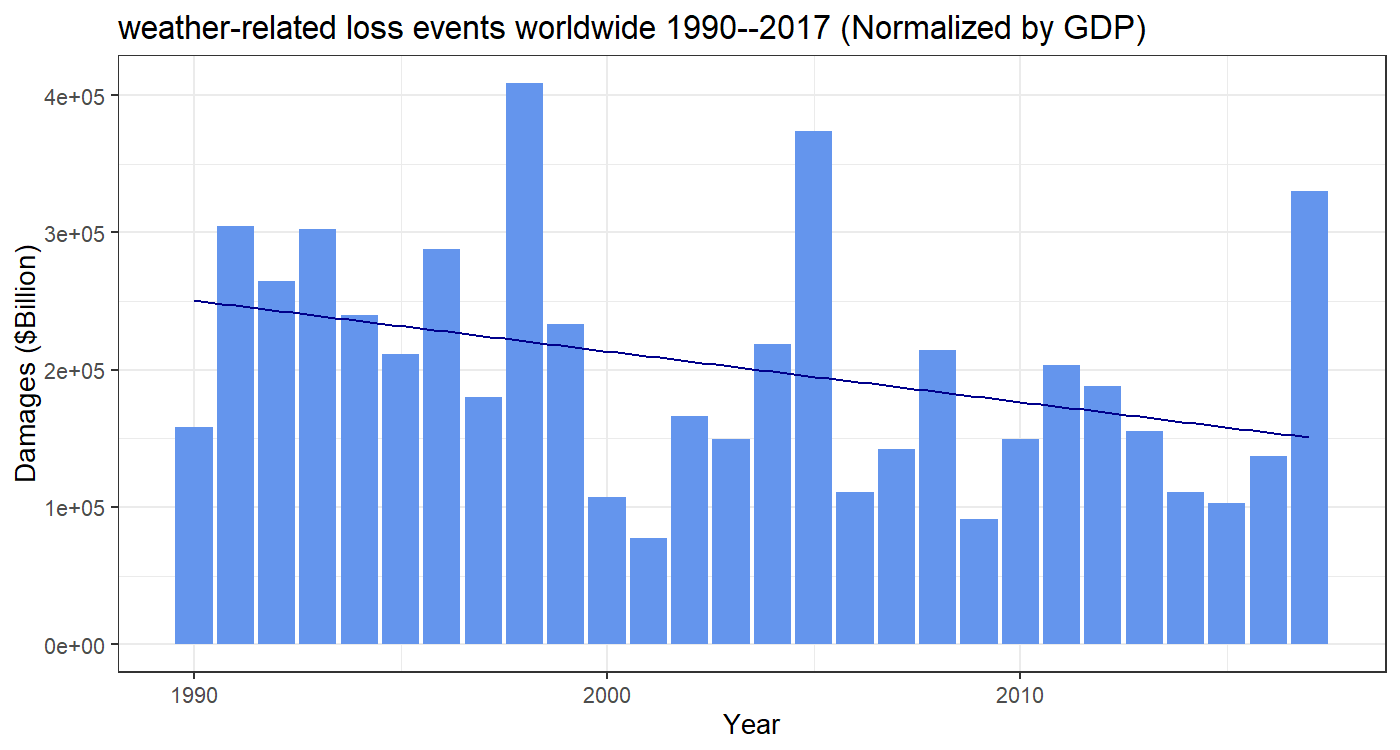 weather-related loss events worldwide 1990--2017 (Normalized by GDP)
Damages ($Billion)
4e+05
3e+05
2e+05
1e+05
0e+00
1990 2000 2010
Year